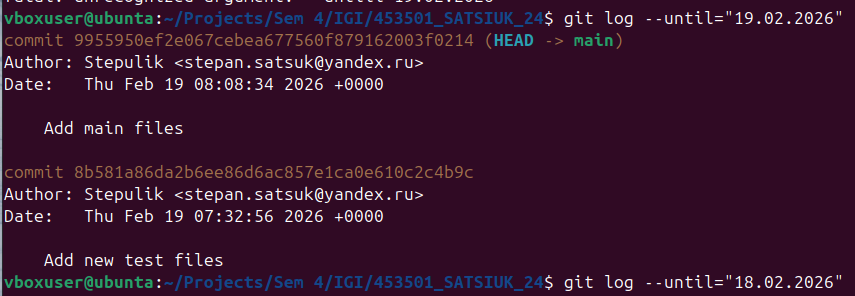 vboxuser@ubunta:~/Projects/Sem 4/IGI/453501_SATSIUK_24$ git log --until="19.02.2026"
commit 9955950ef2e067cebea677560f879162003f0214 (HEAD -> main)
Author: Stepulik <stepan.satsuk@yandex.ru>
Date:   Thu Feb 19 08:08:34 2026 +0000

    Add main files

commit 8b581a86da2b6ee86d6ac857e1ca0e610c2c4b9c
Author: Stepulik <stepan.satsuk@yandex.ru>
Date:   Thu Feb 19 07:32:56 2026 +0000

    Add new test files
vboxuser@ubunta:~/Projects/Sem 4/IGI/453501_SATSIUK_24$ git log --until="18.02.2026"